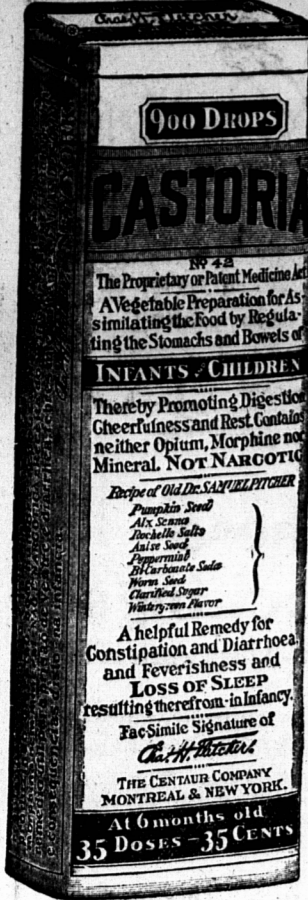 Chas. H. Fletcher
900 DROPS
CASTORIA
No 42
The Proprietary or Patent Medicine Act
A Vegetable Preparation for As-
similating the Food by Regula-
ting the Stomachs and Bowels of
INFANTS & CHILDREN
Thereby Promoting Digestion
Cheerfulness and Rest. Contains
neither Opium, Morphine nor
Mineral. NOT NARCOTIC
Recipe of Old Dr. SAMUEL PITCHER
Pumpkin Seed
Alx Senna
Rochelle Salts
Anise Seed
Peppermint
Bi Carbonate Soda
Worm Seed
Clarified Sugar
Wintergreen Flavor
A helpful Remedy for
Constipation and Diarrhoea
and Feverishness and
LOSS OF SLEEP
resulting therefrom-in Infancy.
Fac Simile Signature of
Chas. H. Fletcher
THE CENTAUR COMPANY
MONTREAL & NEW YORK.
At 6 months old
35 DOSES - 35 CENTS